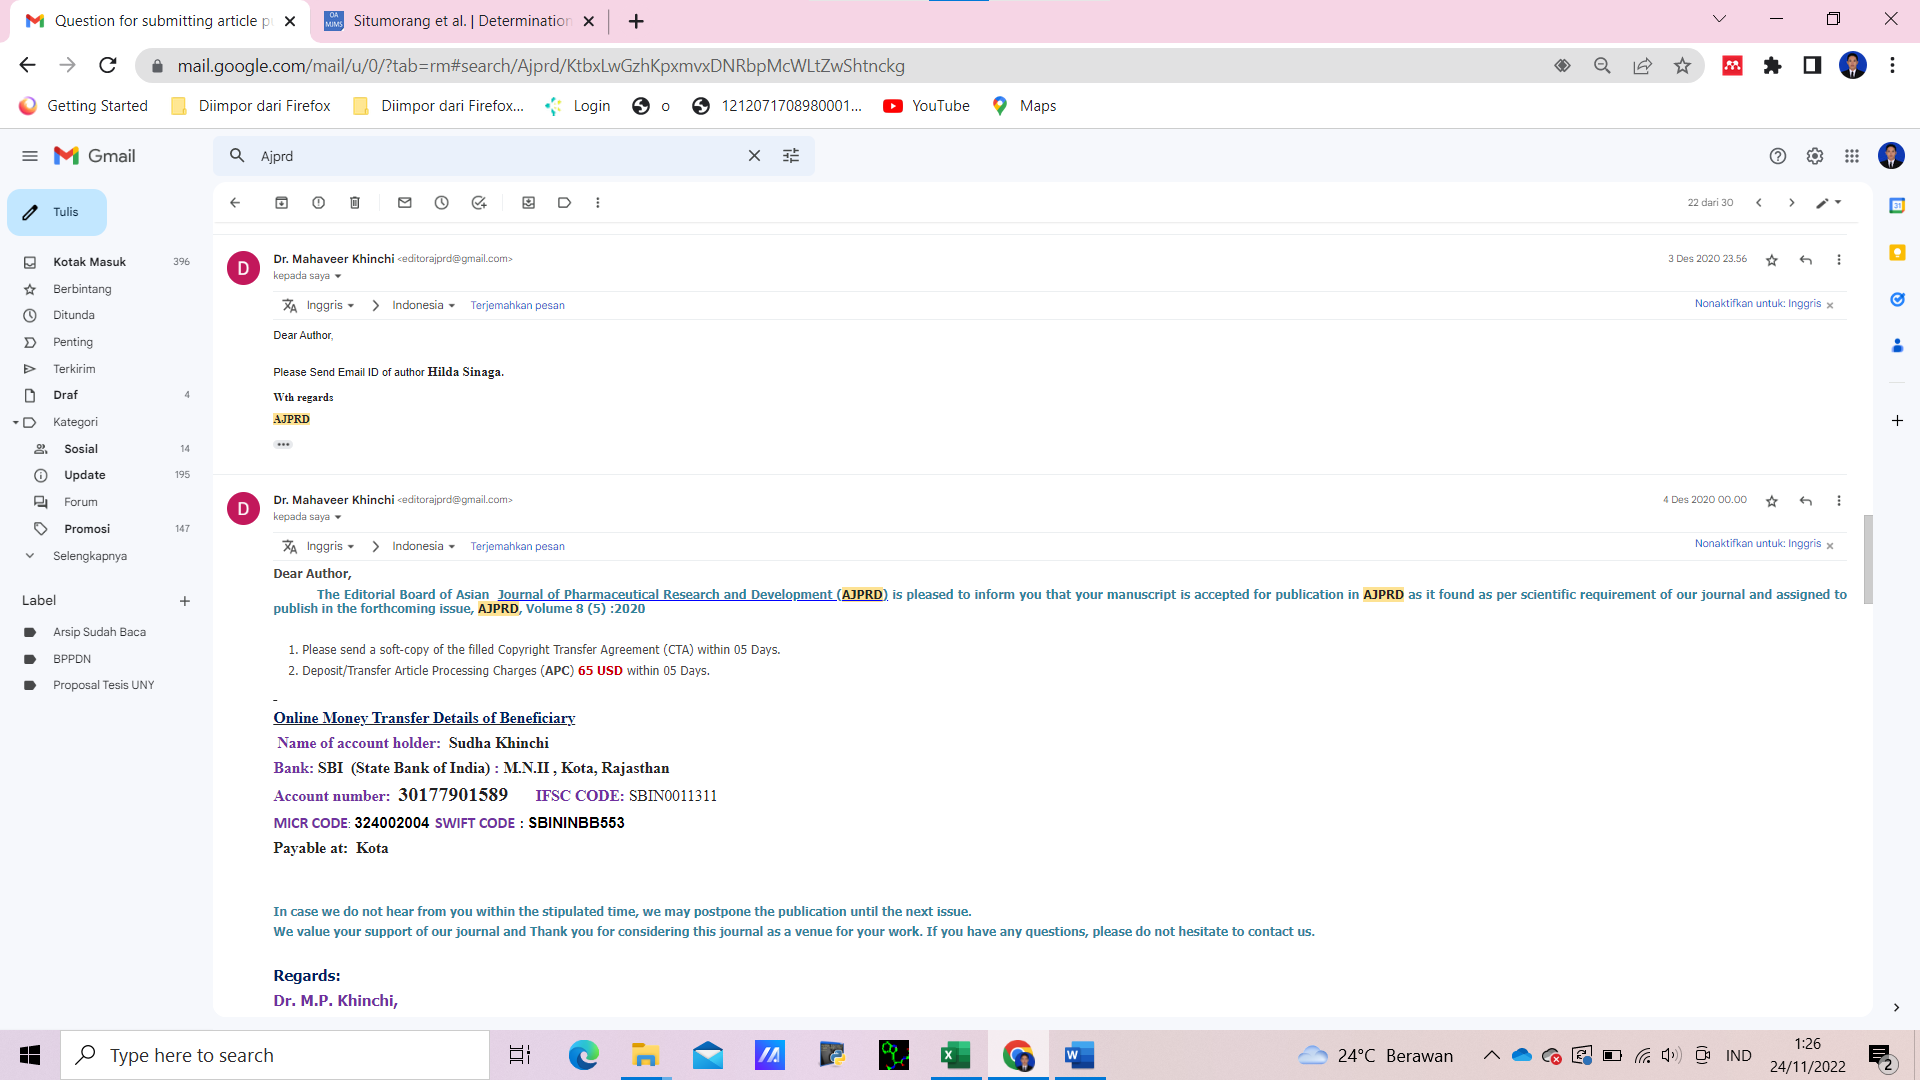 Question for submitting article p
Situmorang et al. | Determination
mail.google.com/mail/u/0/?tab=rm#search/Ajprd/KtbxLwGzhKpxmvxDNRbpMcWLtZwShtnckg
Getting Started
Diimpor dari Firefox
Diimpor dari Firefox...
Login
o
1212071708980001...
YouTube
Maps
Gmail
Ajprd
Tulis
22 dari 30
Kotak Masuk 396
Berbintang
Ditunda
Penting
Terkirim
Draf 4
Kategori
Sosial 14
Update 195
Forum
Promosi 147
Selengkapnya
Label
Arsip Sudah Baca
BPPDN
Proposal Tesis UNY
D
Dr. Mahaveer Khinchi <editorajprd@gmail.com>
3 Des 2020 23.56
kepada saya
Inggris > Indonesia Terjemahkan pesan
Nonaktifkan untuk: Inggris
Dear Author,
Please Send Email ID of author Hilda Sinaga.
Wth regards
AJPRD
D
Dr. Mahaveer Khinchi <editorajprd@gmail.com>
4 Des 2020 00.00
kepada saya
Inggris > Indonesia Terjemahkan pesan
Nonaktifkan untuk: Inggris
Dear Author,
The Editorial Board of Asian Journal of Pharmaceutical Research and Development (AJPRD) is pleased to inform you that your manuscript is accepted for publication in AJPRD as it found as per scientific requirement of our journal and assigned to
publish in the forthcoming issue, AJPRD, Volume 8 (5) :2020
1. Please send a soft-copy of the filled Copyright Transfer Agreement (CTA) within 05 Days.
2. Deposit/Transfer Article Processing Charges (APC) 65 USD within 05 Days.
Online Money Transfer Details of Beneficiary
Name of account holder: Sudha Khinchi
Bank: SBI (State Bank of India) : M.N.II , Kota, Rajasthan
Account number: 30177901589 IFSC CODE: SBIN0011311
MICR CODE: 324002004 SWIFT CODE : SBININBB553
Payable at: Kota
In case we do not hear from you within the stipulated time, we may postpone the publication until the next issue.
We value your support of our journal and Thank you for considering this journal as a venue for your work. If you have any questions, please do not hesitate to contact us.
Regards:
Dr. M.P. Khinchi,
Type here to search
24°C Berawan
IND
1:26
24/11/2022
2